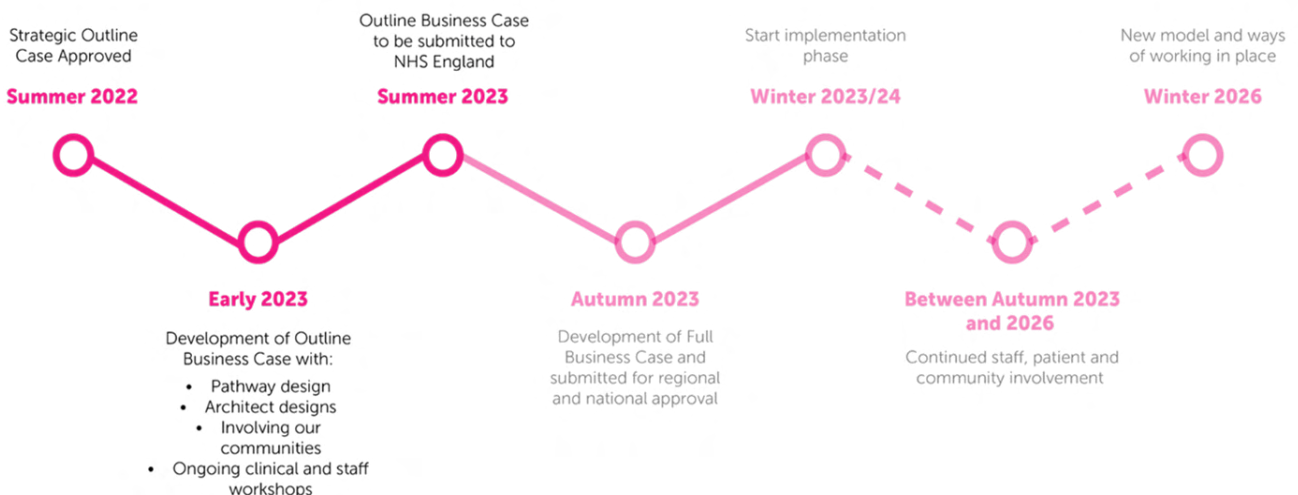 Strategic Outline
Case Approved
Summer 2022
Early 2023
Development of Outline
Business Case with:
• Pathway design
• Architect designs
• Involving our
communities
• Ongoing clinical and staff
workshops
Outline Business Case
to be submitted to
NHS England
Summer 2023
Autumn 2023
Development of Full
Business Case and
submitted for regional
and national approval
Start implementation
phase
Winter 2023/24
Between Autumn 2023
and 2026
Continued staff, patient and
community involvement
New model and ways
of working in place
Winter 2026